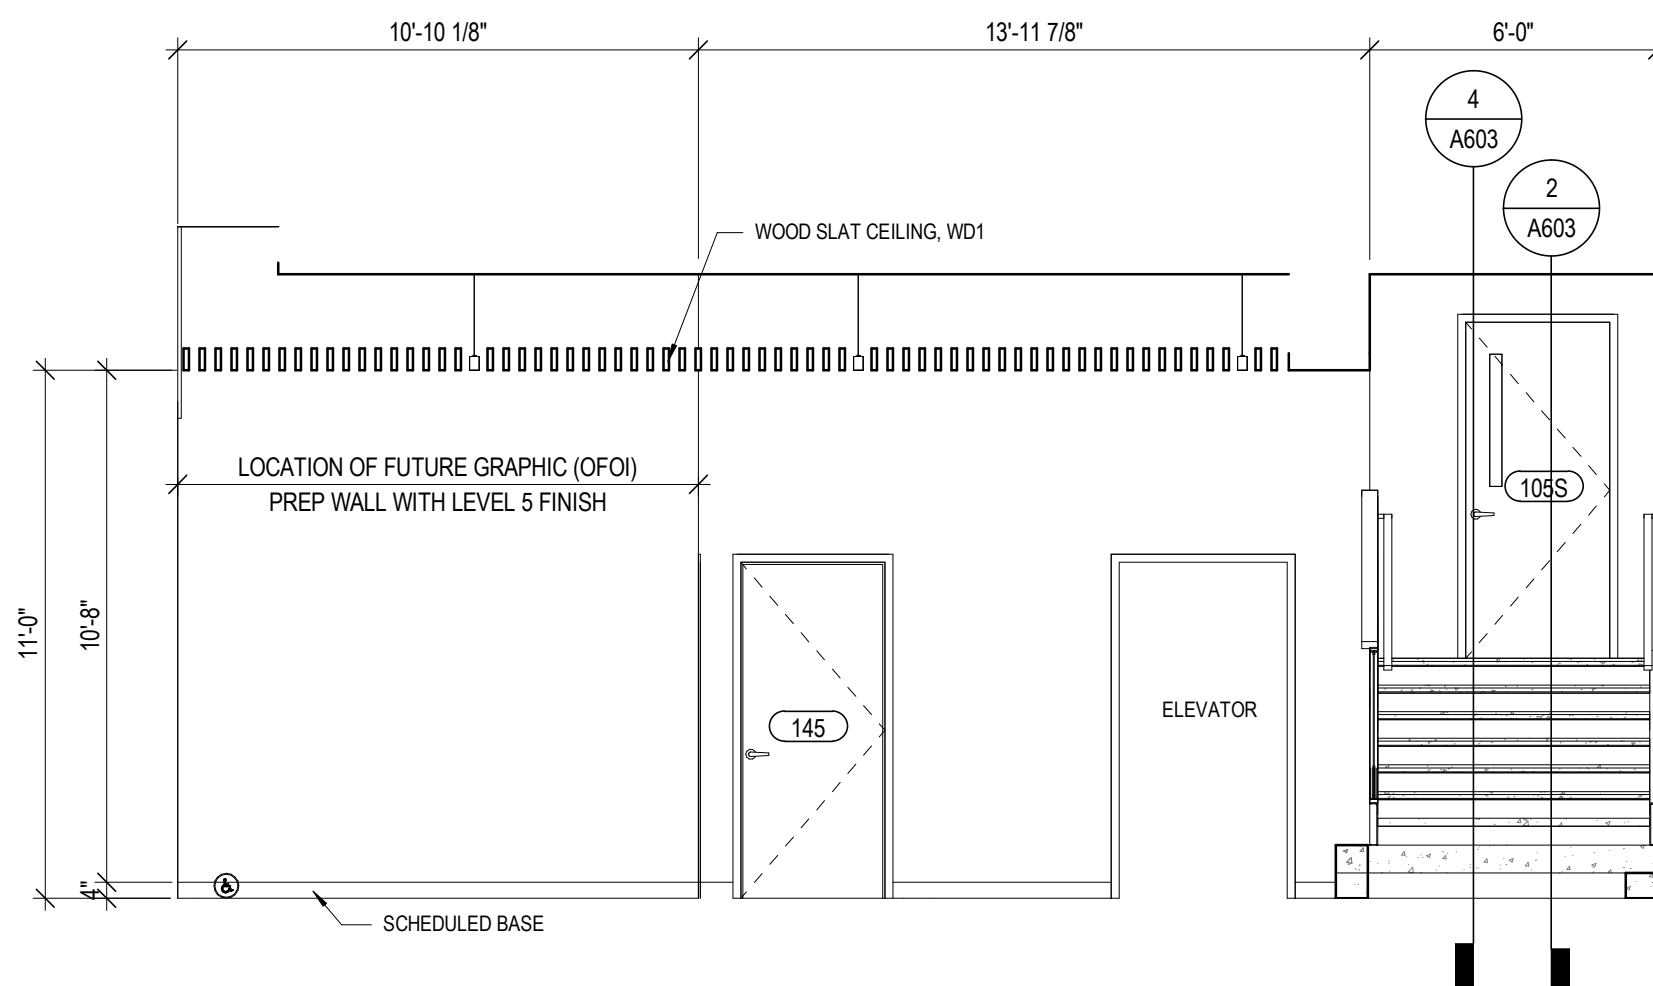 10'-10 1/8"
13'-11 7/8"
6'-0"
4
A603
2
A603
WOOD SLAT CEILING, WD1
LOCATION OF FUTURE GRAPHIC (OFOI)
PREP WALL WITH LEVEL 5 FINISH
105S
11'-0"
10'-8"
ELEVATOR
145
4"
SCHEDULED BASE